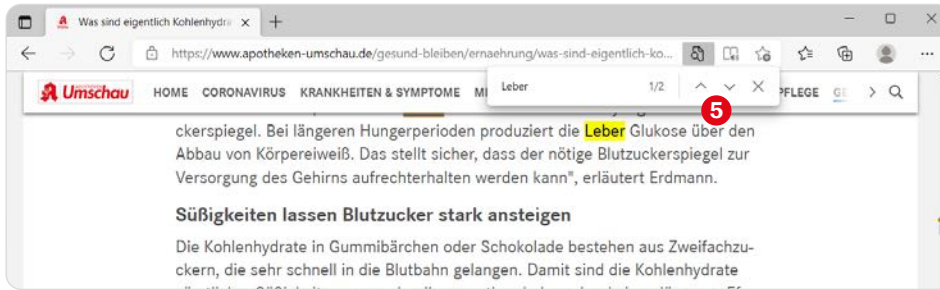 Was sind eigentlich Kohlenhydra
https://www.apotheken-umschau.de/gesund-bleiben/ernaehrung/was-sind-eigentlich-ko...
Leber 1/2
5
Umschau HOME CORONAVIRUS KRANKHEITEN & SYMPTOME PFLEGE
ckerspiegel. Bei längeren Hungerperioden produziert die Leber Glukose über den
Abbau von Körpereiweiß. Das stellt sicher, dass der nötige Blutzuckerspiegel zur
Versorgung des Gehirns aufrechterhalten werden kann", erläutert Erdmann.
Süßigkeiten lassen Blutzucker stark ansteigen
Die Kohlenhydrate in Gummibärchen oder Schokolade bestehen aus Zweifachzu-
ckern, die sehr schnell in die Blutbahn gelangen. Damit sind die Kohlenhydrate